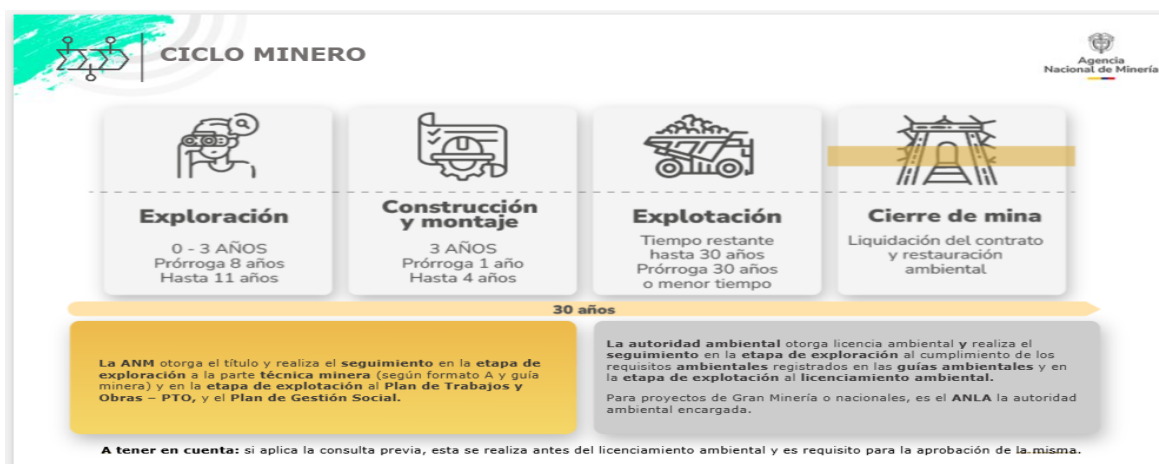 CICLO MINERO
Agencia
Nacional de Minería
Exploración
0 - 3 AÑOS
Prórroga 8 años
Hasta 11 años
Construcción
y montaje
3 AÑOS
Prórroga 1 año
Hasta 4 años
Explotación
Tiempo restante
hasta 30 años
Prórroga 30 años
o menor tiempo
Cierre de mina
Liquidación del contrato
y restauración
ambiental
30 años
La ANM otorga el título y realiza el seguimiento en la etapa de
exploración a la parte técnica minera (según formato A y guía
minera) y en la etapa de explotación al Plan de Trabajos y
Obras – PTO, y el Plan de Gestión Social.
La autoridad ambiental otorga licencia ambiental y realiza el
seguimiento en la etapa de exploración al cumplimiento de los
requisitos ambientales registrados en las guías ambientales y en
la etapa de explotación al licenciamiento ambiental.
Para proyectos de Gran Minería o nacionales, es el ANLA la autoridad
ambiental encargada.
A tener en cuenta: si aplica la consulta previa, esta se realiza antes del licenciamiento ambiental y es requisito para la aprobación de la misma.